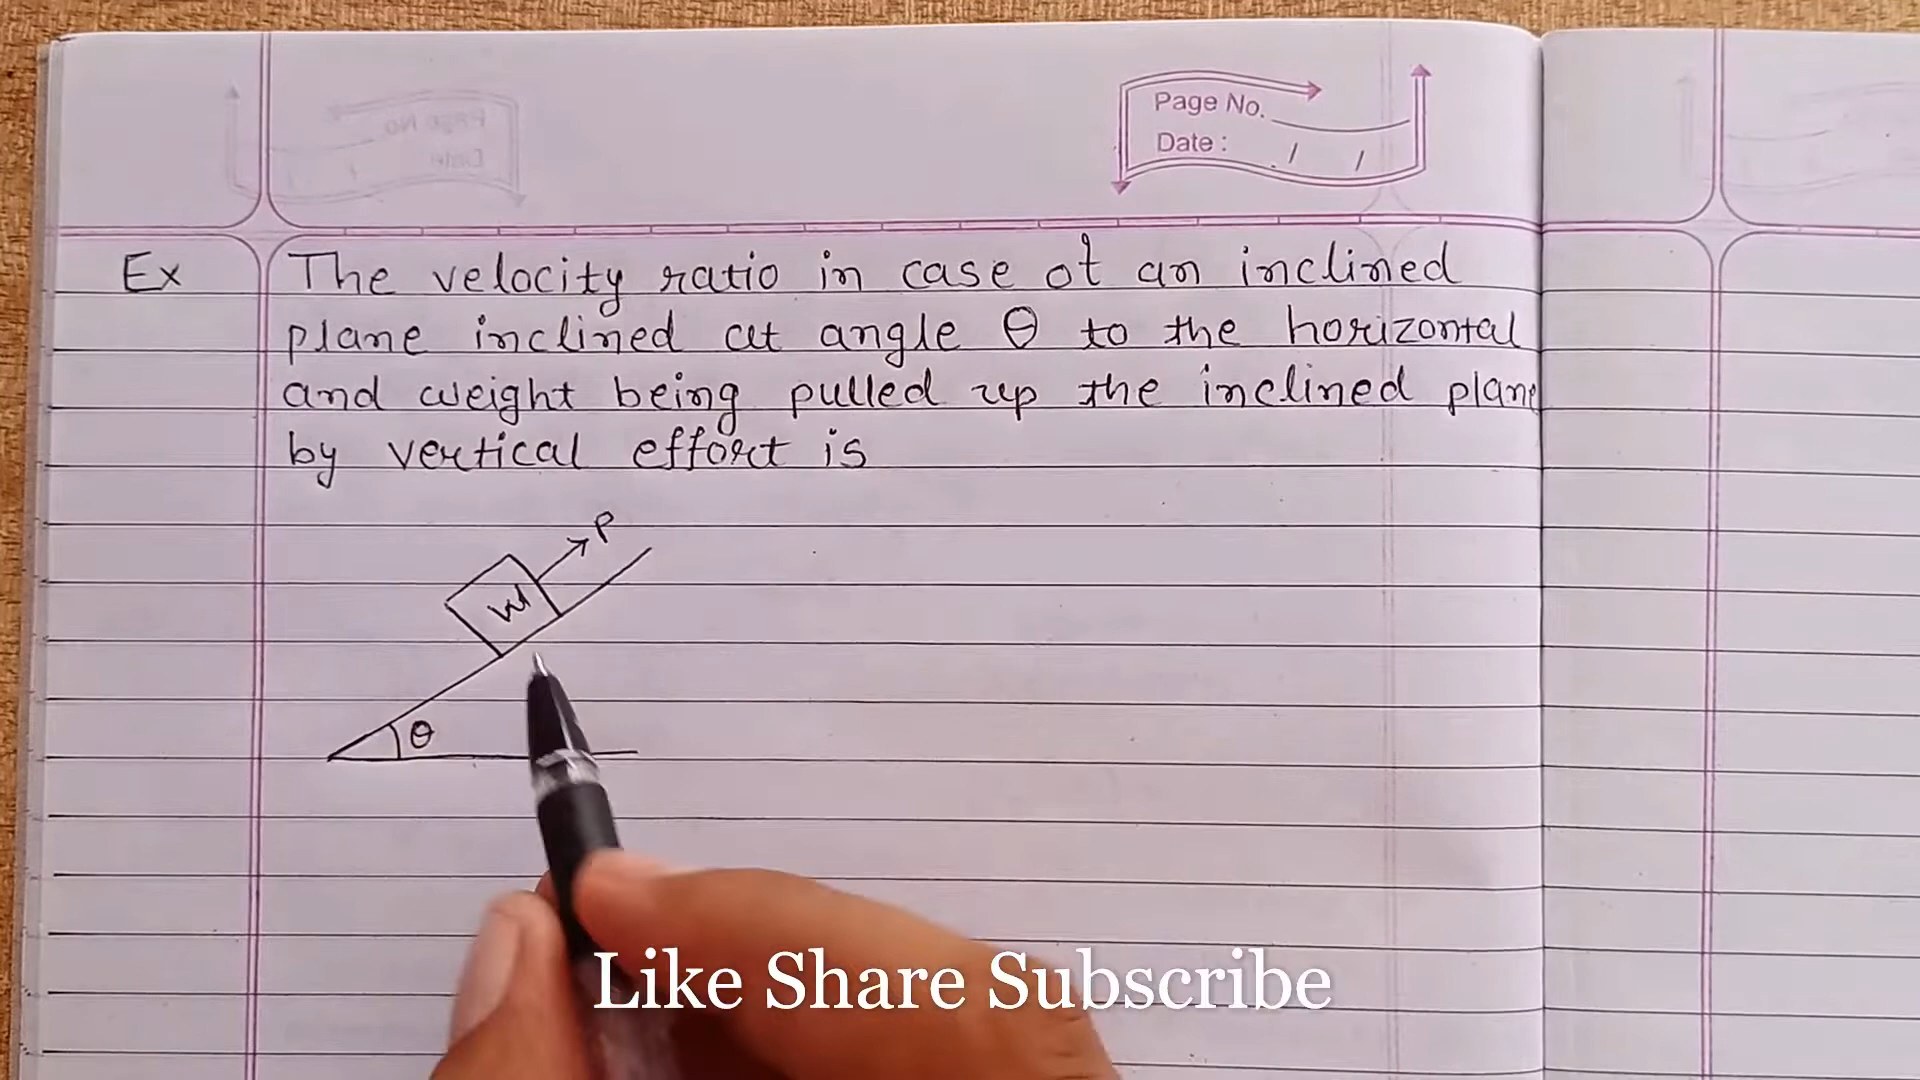 Page No.
Date : / /
Ex
The velocity ratio in case of an inclined
plane inclined at angle θ to the horizontal
and weight being pulled up the inclined plane
by vertical effort is
P
W
θ
Like Share Subscribe